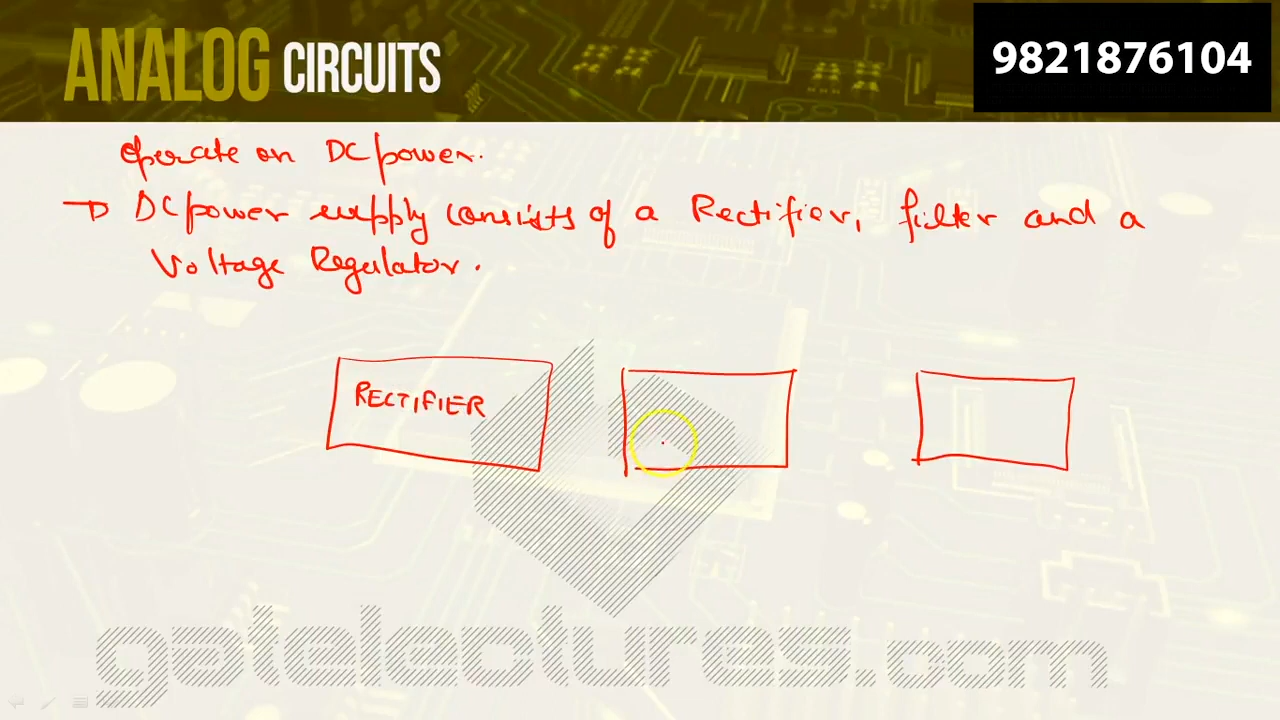 ANALOG CIRCUITS
9821876104
operate on DC power.
→ DC power supply consists of a Rectifier, filter and a
Voltage Regulator.
RECTIFIER
gatelectures.com